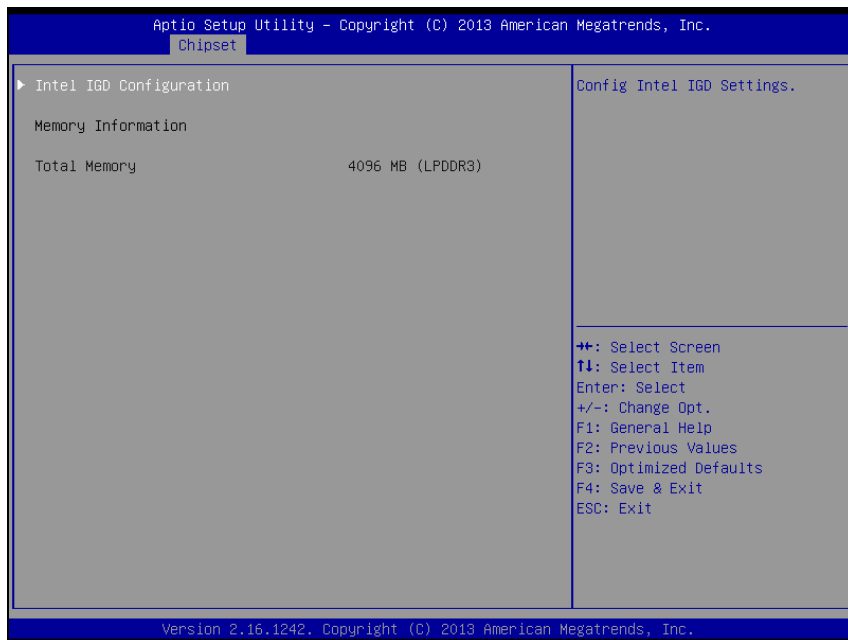 Aptio Setup Utility – Copyright (C) 2013 American Megatrends, Inc.
Chipset
▶ Intel IGD Configuration
Memory Information
Total Memory 4096 MB (LPDDR3)
Config Intel IGD Settings.
→←: Select Screen
↑↓: Select Item
Enter: Select
+/-: Change Opt.
F1: General Help
F2: Previous Values
F3: Optimized Defaults
F4: Save & Exit
ESC: Exit
Version 2.16.1242. Copyright (C) 2013 American Megatrends, Inc.